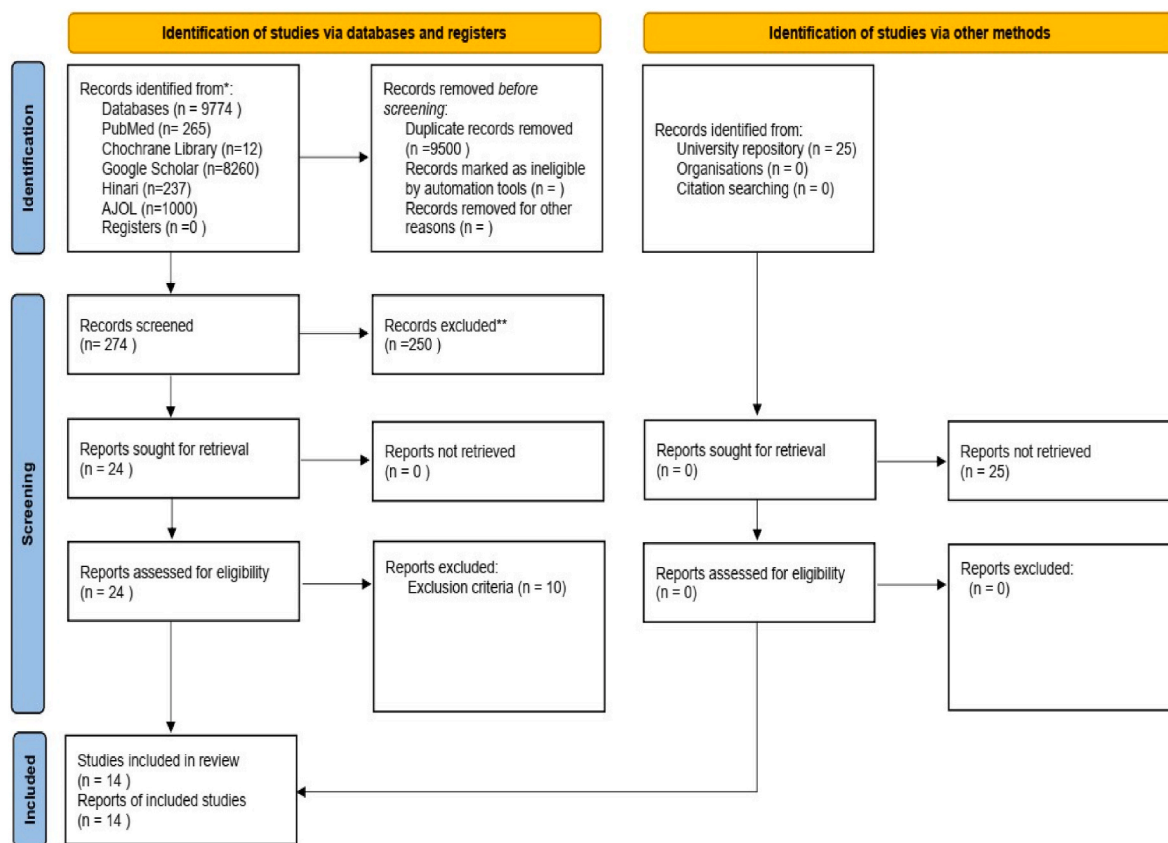 Identification of studies via databases and registers
Identification of studies via other methods
Identification
Records identified from*:
Databases (n = 9774 )
PubMed (n= 265)
Chochrane Library (n=12)
Google Scholar (n=8260)
Hinari (n=237)
AJOL (n=1000)
Registers (n =0 )
Records removed before
screening:
Duplicate records removed
(n =9500 )
Records marked as ineligible
by automation tools (n = )
Records removed for other
reasons (n = )
Records identified from:
University repository (n = 25)
Organisations (n = 0)
Citation searching (n = 0)
Screening
Records screened
(n= 274 )
Records excluded**
(n =250 )
Reports sought for retrieval
(n = 24 )
Reports not retrieved
(n = 0 )
Reports sought for retrieval
(n = 0)
Reports not retrieved
(n = 25)
Reports assessed for eligibility
(n = 24 )
Reports excluded:
Exclusion criteria (n = 10)
Reports assessed for eligibility
(n = 0)
Reports excluded:
(n = 0)
Included
Studies included in review
(n = 14 )
Reports of included studies
(n = 14 )